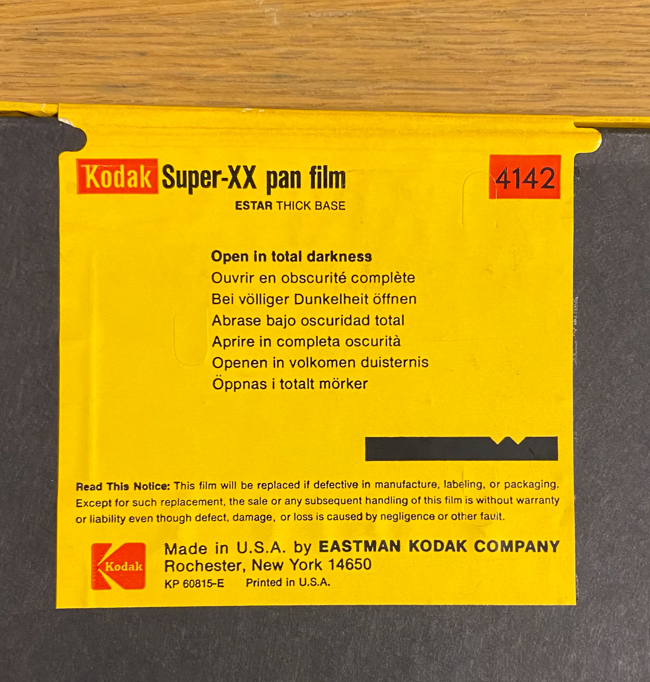 Kodak Super-XX pan film 4142
ESTAR THICK BASE
Open in total darkness
Ouvrir en obscurité complète
Bei völliger Dunkelheit öffnen
Abrase bajo oscuridad total
Aprire in completa oscurità
Openen in volkomen duisternis
Öppnas i totalt mörker
Read This Notice: This film will be replaced if defective in manufacture, labeling, or packaging.
Except for such replacement, the sale or any subsequent handling of this film is without warranty
or liability even though defect, damage, or loss is caused by negligence or other fault.
Kodak
Made in U.S.A. by EASTMAN KODAK COMPANY
Rochester, New York 14650
KP 60815-E Printed in U.S.A.